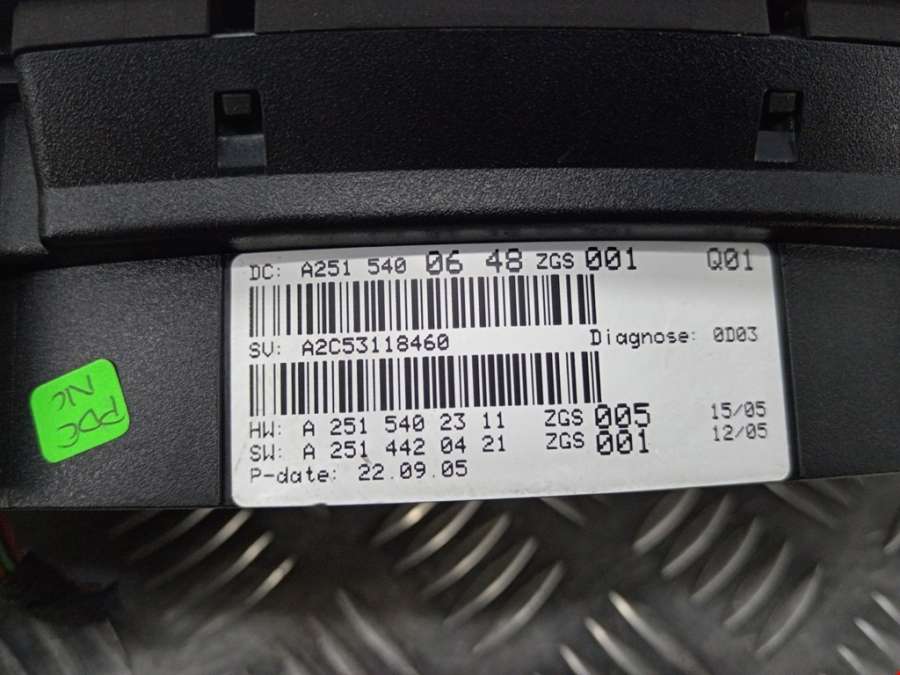 DC: A251 540 06 48 ZGS 001 Q01
SV: A2C53118460 Diagnose: 0D03
HW: A 251 540 23 11 ZGS 005 15/05
SW: A 251 442 04 21 ZGS 001 12/05
P-date: 22.09.05
PDC
NC